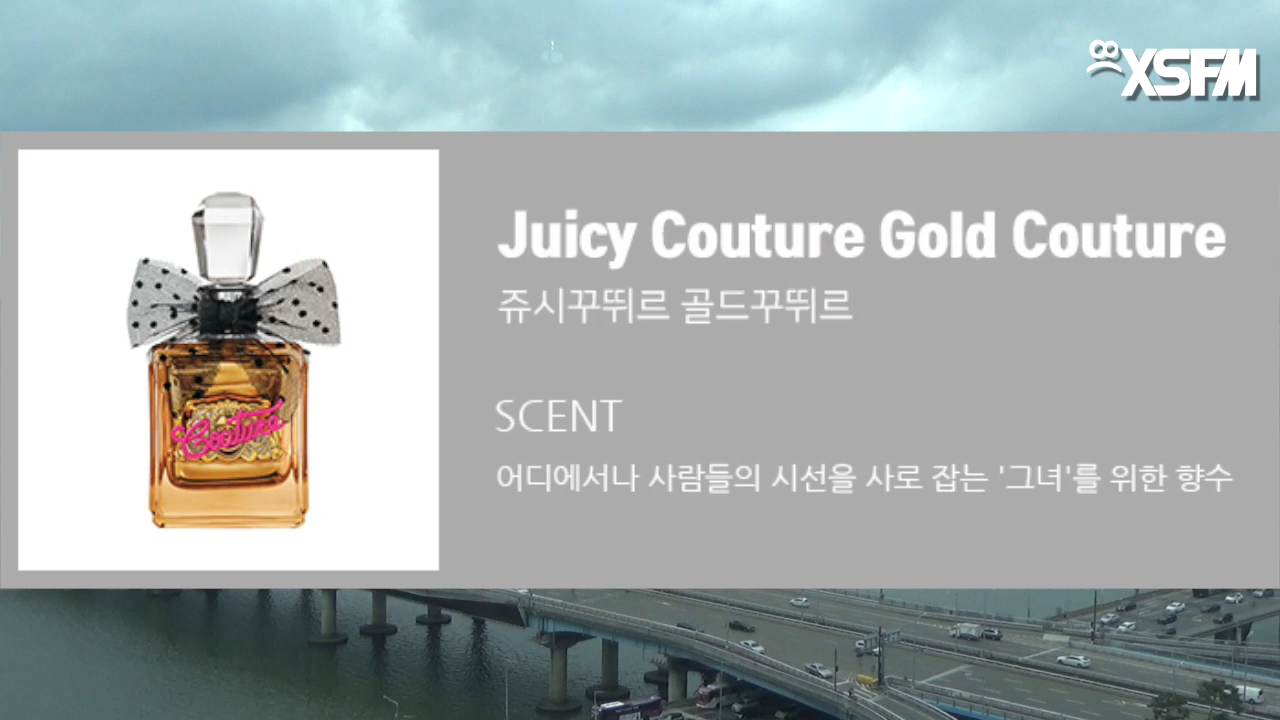 XSFM
Juicy Couture Gold Couture
쥬시꾸뛰르 골드꾸뛰르
SCENT
어디에서나 사람들의 시선을 사로 잡는 '그녀'를 위한 향수
Couture